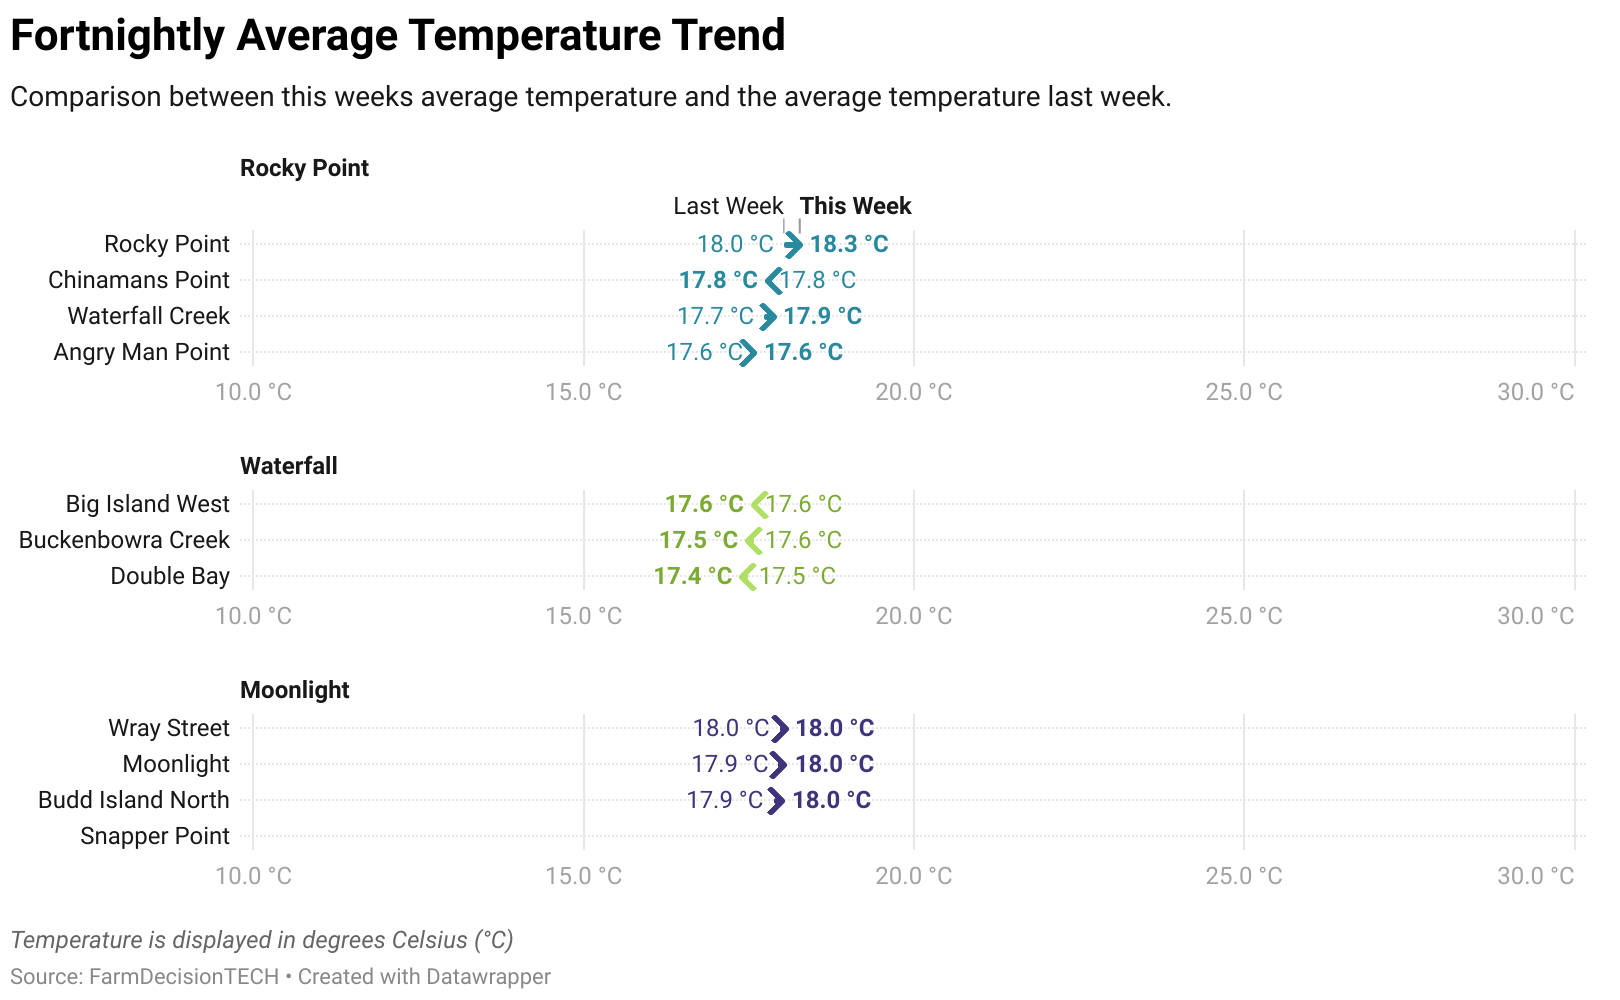 Fortnightly Average Temperature Trend
Comparison between this weeks average temperature and the average temperature last week.
Rocky Point
Last Week This Week
Rocky Point 18.0 °C 18.3 °C
Chinamans Point 17.8 °C 17.8 °C
Waterfall Creek 17.7 °C 17.9 °C
Angry Man Point 17.6 °C 17.6 °C
10.0 °C 15.0 °C 20.0 °C 25.0 °C 30.0 °C
Waterfall
Big Island West 17.6 °C 17.6 °C
Buckenbowra Creek 17.5 °C 17.6 °C
Double Bay 17.4 °C 17.5 °C
10.0 °C 15.0 °C 20.0 °C 25.0 °C 30.0 °C
Moonlight
Wray Street 18.0 °C 18.0 °C
Moonlight 17.9 °C 18.0 °C
Budd Island North 17.9 °C 18.0 °C
Snapper Point
10.0 °C 15.0 °C 20.0 °C 25.0 °C 30.0 °C
Temperature is displayed in degrees Celsius (°C)
Source: FarmDecisionTECH • Created with Datawrapper